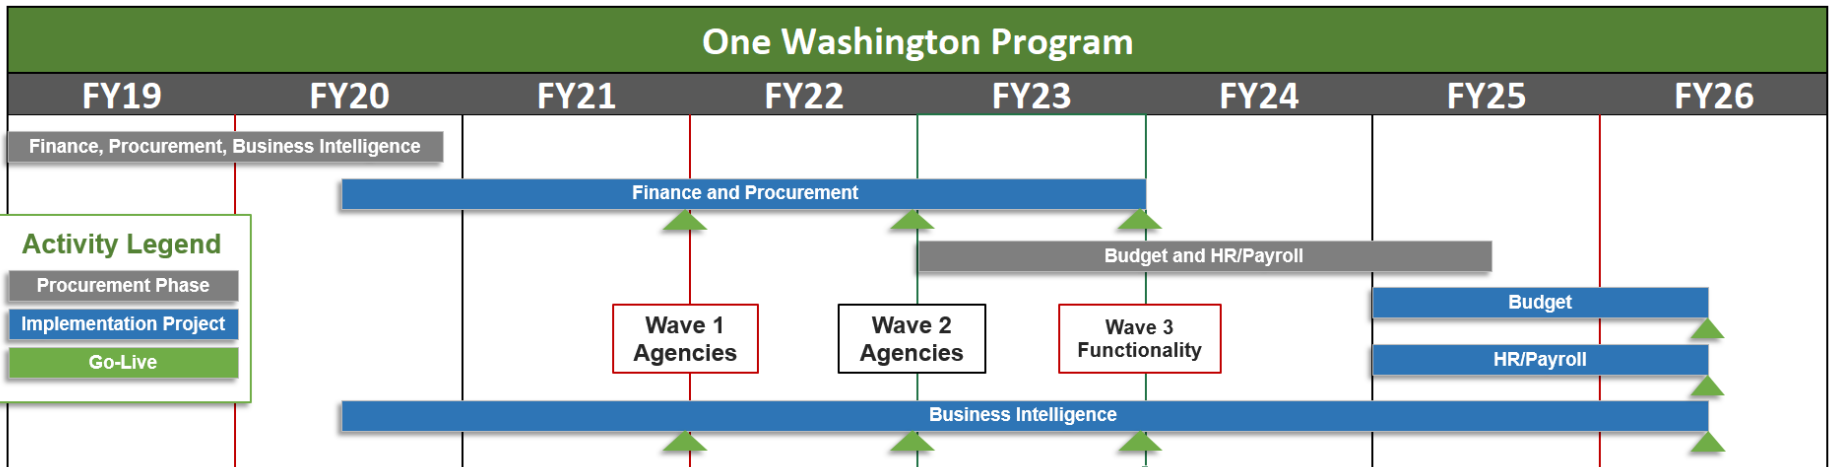 One Washington Program
FY19 FY20 FY21 FY22 FY23 FY24 FY25 FY26
Finance, Procurement, Business Intelligence
Finance and Procurement
Activity Legend
Procurement Phase
Implementation Project
Go-Live
Budget and HR/Payroll
Wave 1
Agencies
Wave 2
Agencies
Wave 3
Functionality
Budget
HR/Payroll
Business Intelligence